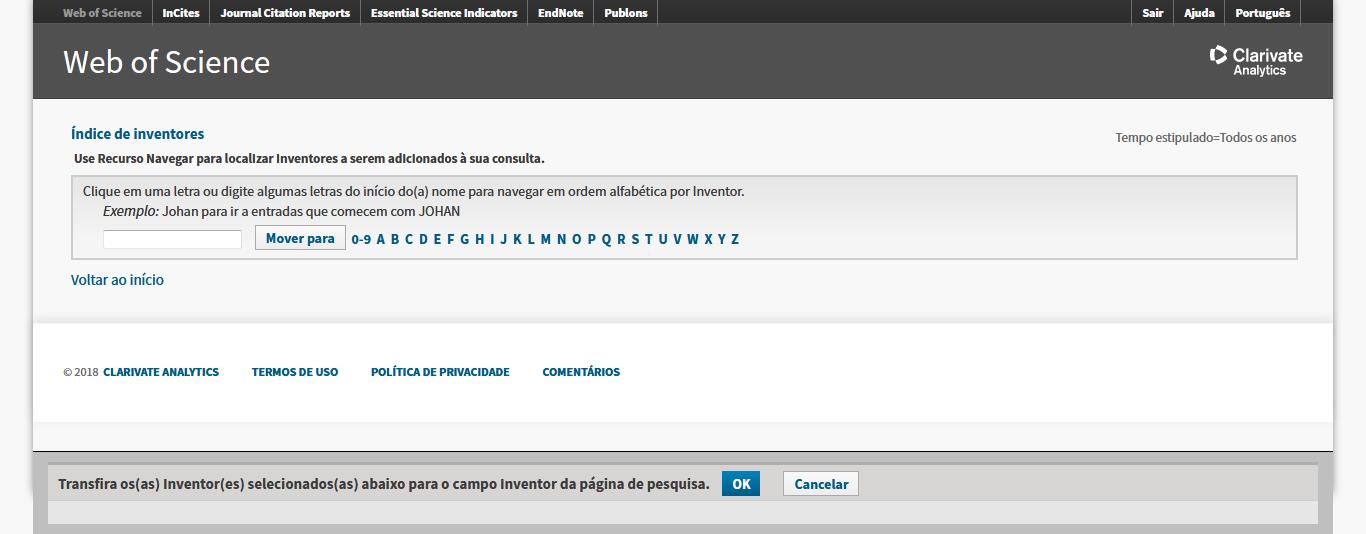 Web of Science InCites Journal Citation Reports Essential Science Indicators EndNote Publons Sair Ajuda Português
Web of Science
Clarivate
Analytics
Índice de inventores
Tempo estipulado=Todos os anos
Use Recurso Navegar para localizar Inventores a serem adicionados à sua consulta.
Clique em uma letra ou digite algumas letras do início do(a) nome para navegar em ordem alfabética por Inventor.
Exemplo: Johan para ir a entradas que comecem com JOHAN
Mover para 0-9 A B C D E F G H I J K L M N O P Q R S T U V W X Y Z
Voltar ao início
© 2018 CLARIVATE ANALYTICS TERMOS DE USO POLÍTICA DE PRIVACIDADE COMENTÁRIOS
Transfira os(as) Inventor(es) selecionados(as) abaixo para o campo Inventor da página de pesquisa. OK Cancelar